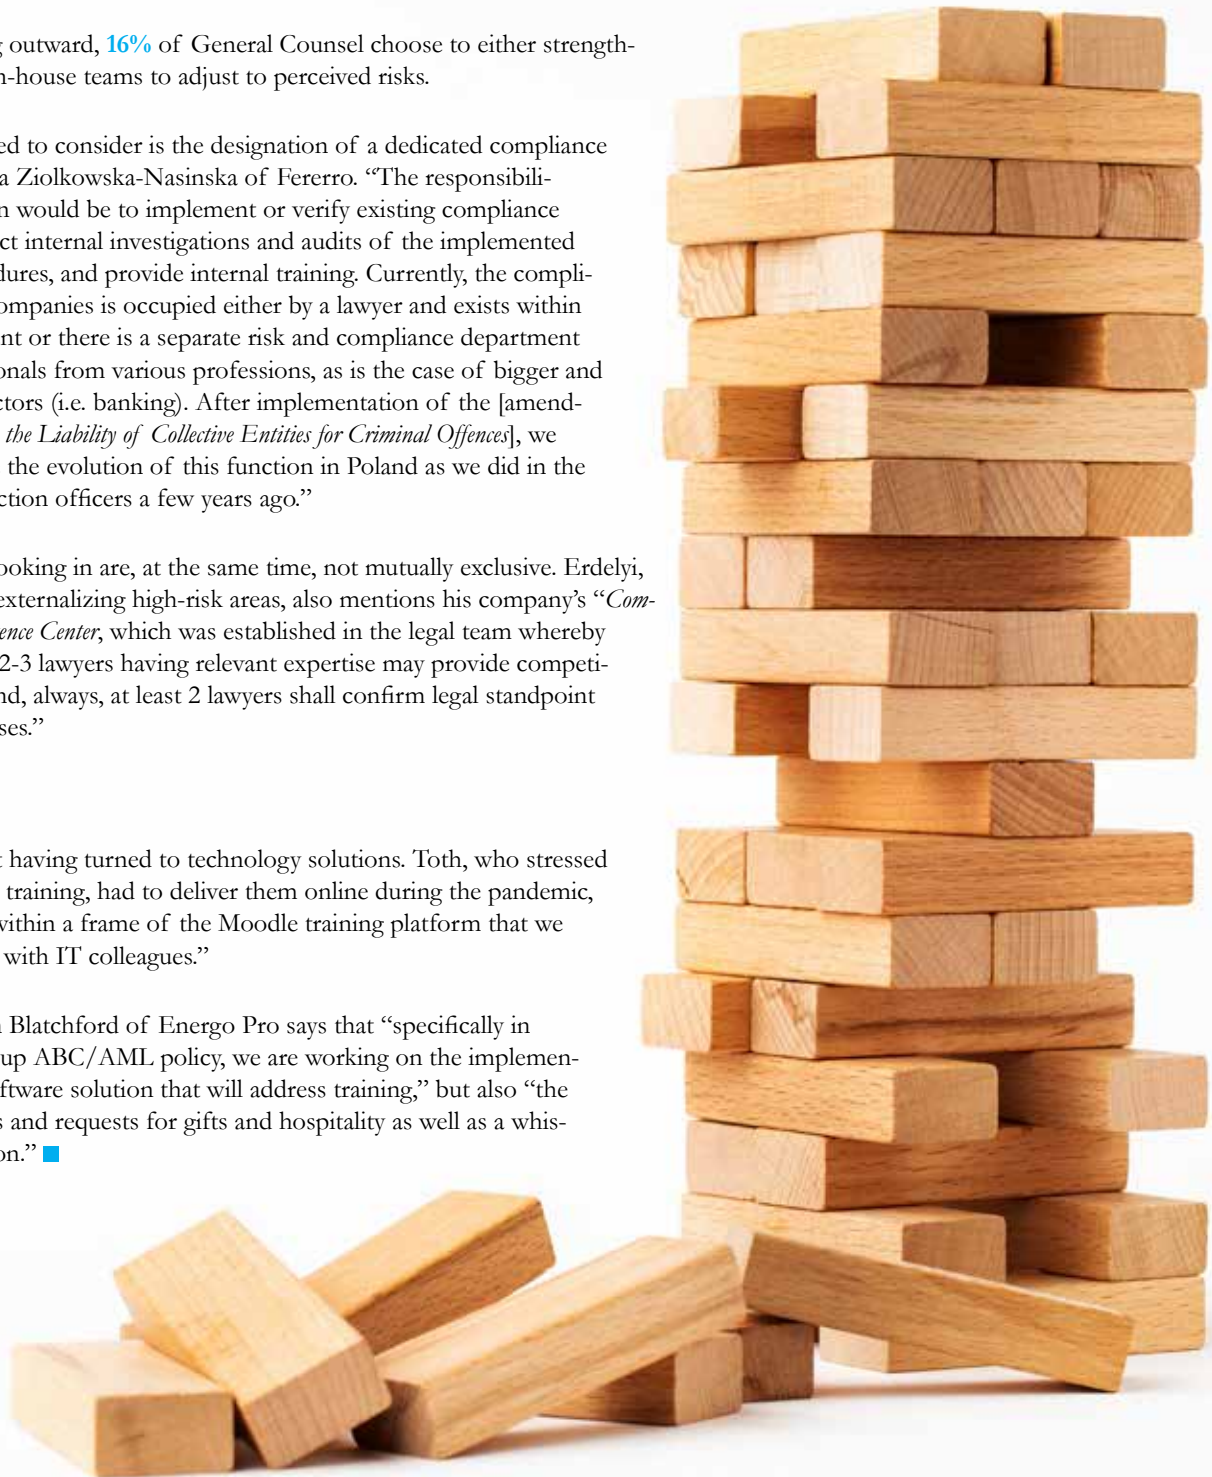 g outward, 16% of General Counsel choose to either strength-
n-house teams to adjust to perceived risks.
ed to consider is the designation of a dedicated compliance
a Ziolkowska-Nasinska of Fererro. “The responsibili-
n would be to implement or verify existing compliance
ct internal investigations and audits of the implemented
dures, and provide internal training. Currently, the compli-
ompanies is occupied either by a lawyer and exists within
nt or there is a separate risk and compliance department
onals from various professions, as is the case of bigger and
ctors (i.e. banking). After implementation of the [amend-
the Liability of Collective Entities for Criminal Offences], we
the evolution of this function in Poland as we did in the
ction officers a few years ago.”
ooking in are, at the same time, not mutually exclusive. Erdelyi,
externalizing high-risk areas, also mentions his company’s “Com-
ence Center, which was established in the legal team whereby
2-3 lawyers having relevant expertise may provide competi-
nd, always, at least 2 lawyers shall confirm legal standpoint
ses.”
t having turned to technology solutions. Toth, who stressed
training, had to deliver them online during the pandemic,
within a frame of the Moodle training platform that we
with IT colleagues.”
n Blatchford of Energo Pro says that “specifically in
up ABC/AML policy, we are working on the implemen-
ftware solution that will address training,” but also “the
s and requests for gifts and hospitality as well as a whis-
on.”